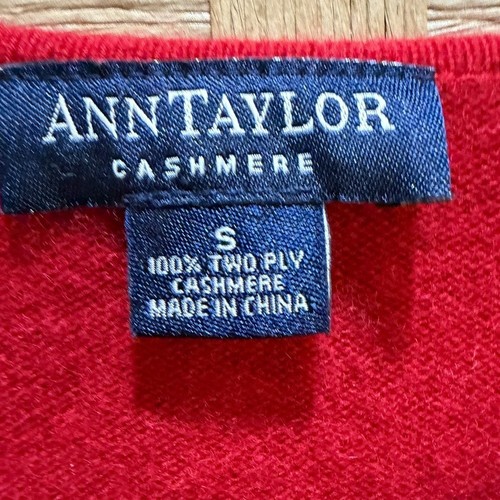 ANNTAYLOR
CASHMERE
S
100% TWO PLY
CASHMERE
MADE IN CHINA